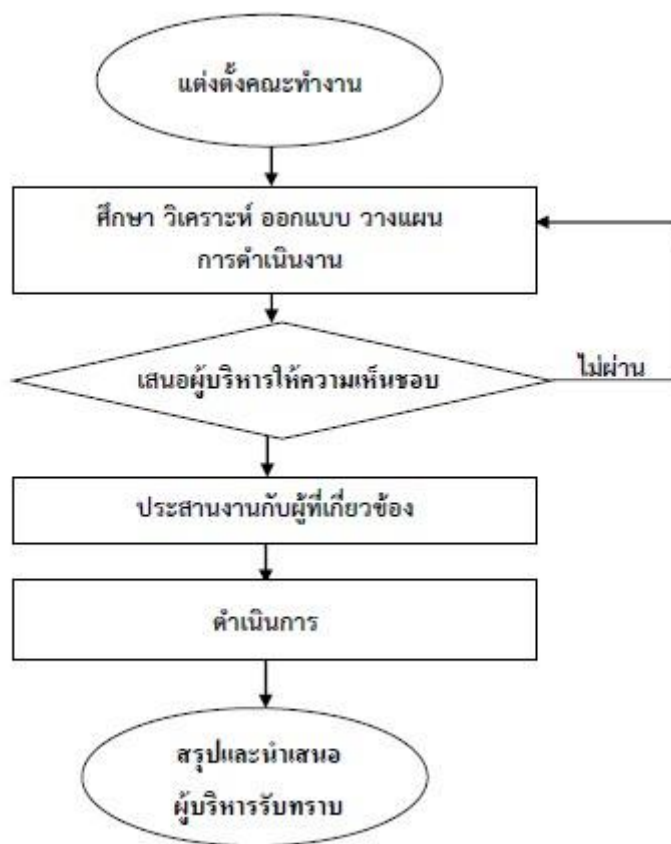 แต่งตั้งคณะทำงาน
ศึกษา วิเคราะห์ ออกแบบ วางแผน
การดำเนินงาน
เสนอผู้บริหารให้ความเห็นชอบ
ไม่ผ่าน
ประสานงานกับผู้ที่เกี่ยวข้อง
ดำเนินการ
สรุปและนำเสนอ
ผู้บริหารรับทราบ